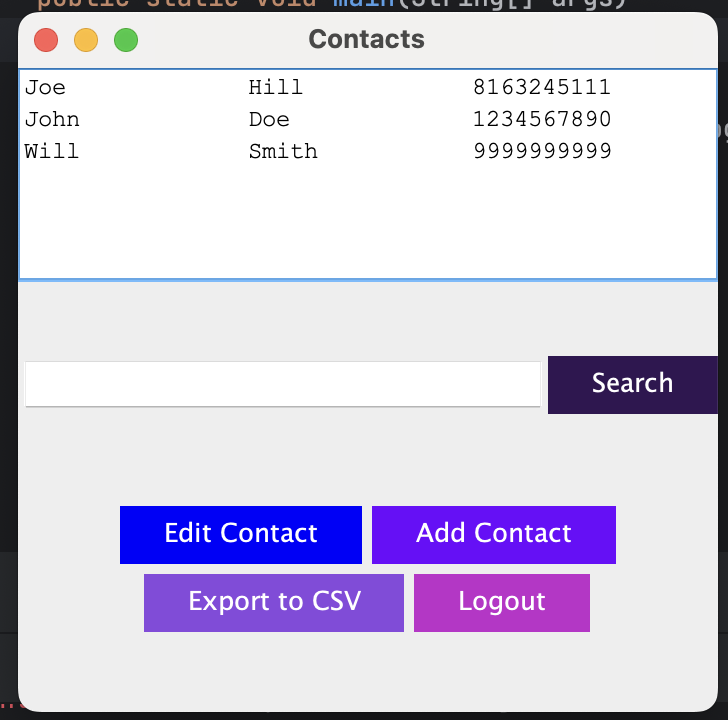 public static void main(String[] args)
Contacts
Joe Hill 8163245111
John Doe 1234567890
Will Smith 9999999999
Search
Edit Contact Add Contact
Export to CSV Logout